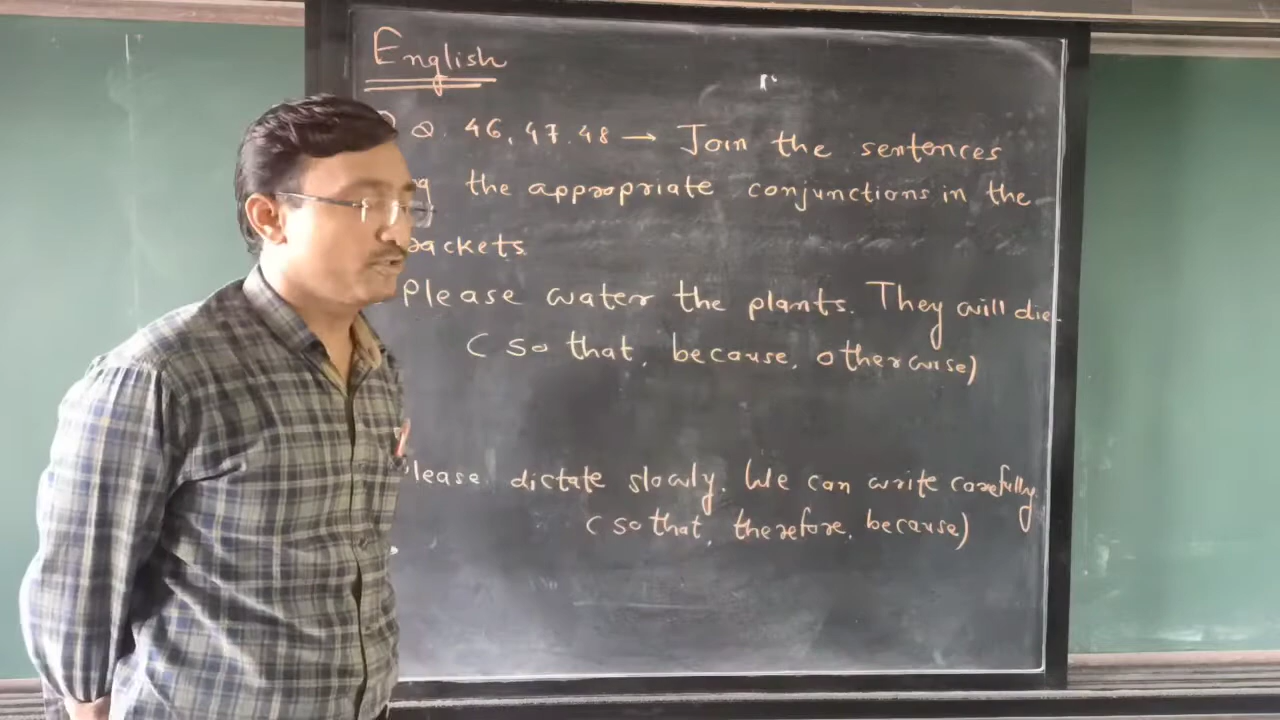 English
Q. 46, 47. 48 → Join the sentences
the appropriate conjunctions in the
ackets
Please water the plants. They will die.
( so that, because, otherwise)
lease dictate slowly. We can write carefully.
( so that, therefore, because)